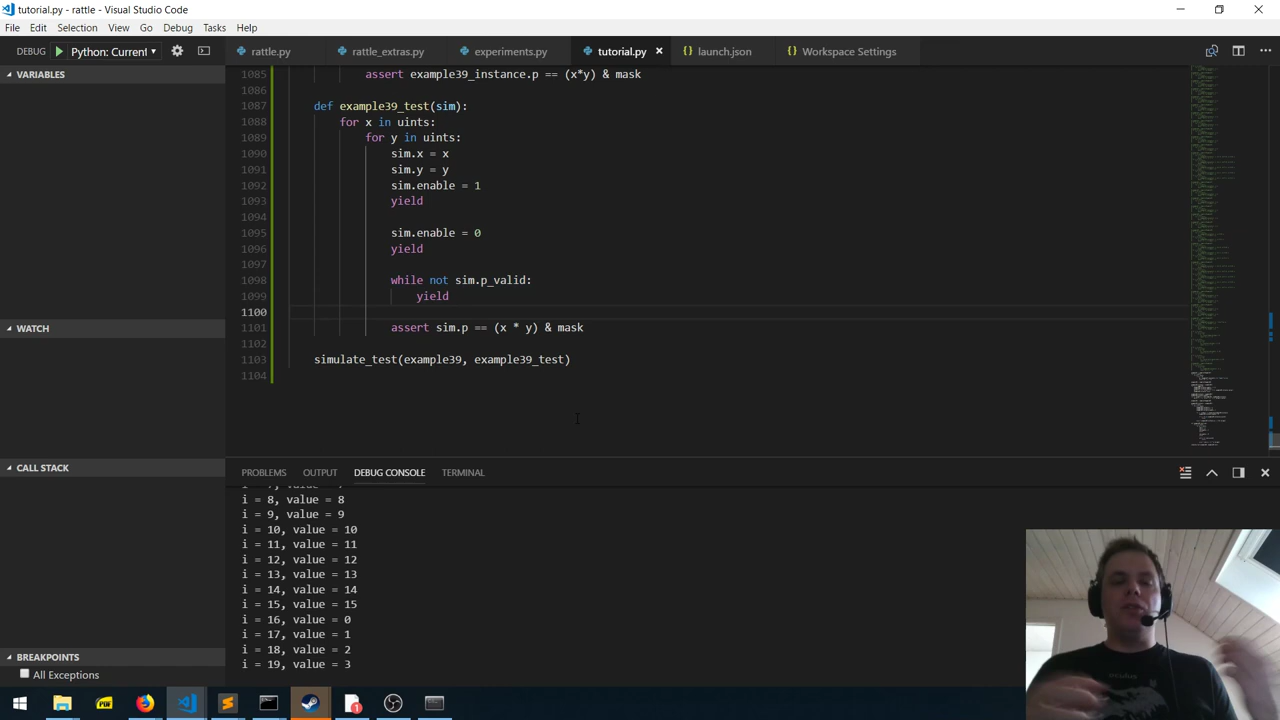 tutorial.py - rattle - Visual Studio Code
File Edit Selection View Go Debug Tasks Help
DEBUG Python: Current
rattle.py rattle_extras.py experiments.py tutorial.py launch.json Workspace Settings
VARIABLES
WATCH
CALL STACK
BREAKPOINTS
All Exceptions
1085 assert example39_instance.p == (x*y) & mask
1086
1087 def example39_test(sim):
1088 for x in uints:
1089 for y in uints:
1090 sim.x = x
1091 sim.y = y
1092 sim.enable = 1
1093 yield
1094
1095 sim.enable = 0
1096 yield
1097
1098 while not sim.p_valid:
1099 yield
1100
1101 assert sim.p == (x * y) & mask
1102
1103 simulate_test(example39, example39_test)
1104
PROBLEMS OUTPUT DEBUG CONSOLE TERMINAL
i = 8, value = 8
i = 9, value = 9
i = 10, value = 10
i = 11, value = 11
i = 12, value = 12
i = 13, value = 13
i = 14, value = 14
i = 15, value = 15
i = 16, value = 0
i = 17, value = 1
i = 18, value = 2
i = 19, value = 3
PDF
1